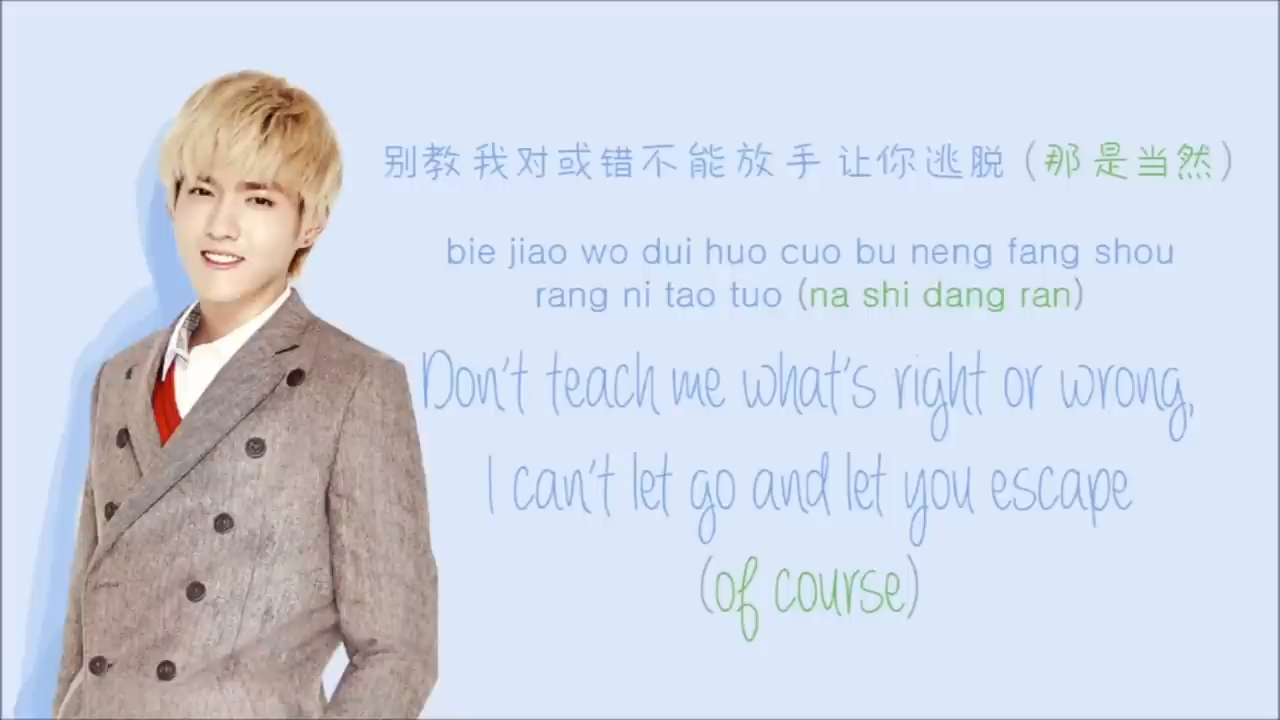 别教我对或错不能放手 让你逃脱 (那是当然)
bie jiao wo dui huo cuo bu neng fang shou
rang ni tao tuo (na shi dang ran)
Don't teach me what's right or wrong,
I can't let go and let you escape
(of course)